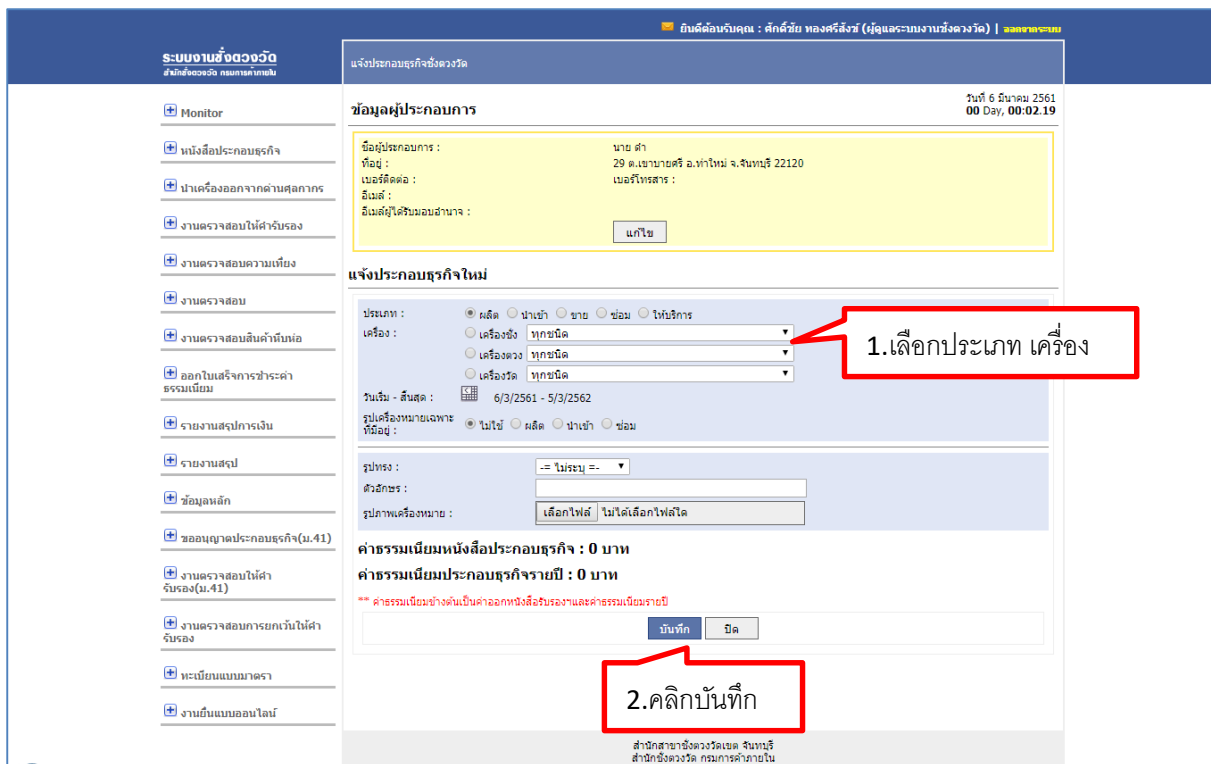 ยินดีต้อนรับคุณ : ศักดิ์ชัย ทองศรีสังข์ (ผู้ดูแลระบบงานชั่งตวงวัด) | ออกจากระบบ
ระบบงานชั่งตวงวัด
สำนักชั่งตวงวัด กรมการค้าภายใน
แจ้งประกอบธุรกิจชั่งตวงวัด
Monitor
หนังสือประกอบธุรกิจ
นำเครื่องออกจากด่านศุลกากร
งานตรวจสอบให้คำรับรอง
งานตรวจสอบความเที่ยง
งานตรวจสอบ
งานตรวจสอบสินค้าหีบห่อ
ออกใบเสร็จการชำระค่า
ธรรมเนียม
รายงานสรุปการเงิน
รายงานสรุป
ข้อมูลหลัก
ขออนุญาตประกอบธุรกิจ(ม.41)
งานตรวจสอบให้คำ
รับรอง(ม.41)
งานตรวจสอบการยกเว้นให้คำ
รับรอง
ทะเบียนแบบมาตรา
งานยื่นแบบออนไลน์
วันที่ 6 มีนาคม 2561
ข้อมูลผู้ประกอบการ 00 Day, 00:02.19
ชื่อผู้ประกอบการ : นาย ดำ
ที่อยู่ : 29 ต.เขาบายศรี อ.ท่าใหม่ จ.จันทบุรี 22120
เบอร์ติดต่อ : เบอร์โทรสาร :
อีเมล์ :
อีเมล์ผู้ได้รับมอบอำนาจ :
แก้ไข
แจ้งประกอบธุรกิจใหม่
ประเภท : ผลิต นำเข้า ขาย ซ่อม ให้บริการ
เครื่อง : เครื่องชั่ง ทุกชนิด
เครื่องตวง ทุกชนิด
เครื่องวัด ทุกชนิด
วันเริ่ม - สิ้นสุด : 6/3/2561 - 5/3/2562
รูปเครื่องหมายเฉพาะ
ที่มีอยู่ : ไม่ใช้ ผลิต นำเข้า ซ่อม
1.เลือกประเภท เครื่อง
รูปทรง : -= ไม่ระบุ =-
ตัวอักษร :
รูปภาพเครื่องหมาย : เลือกไฟล์ ไม่ได้เลือกไฟล์ใด
ค่าธรรมเนียมหนังสือประกอบธุรกิจ : 0 บาท
ค่าธรรมเนียมประกอบธุรกิจรายปี : 0 บาท
** ค่าธรรมเนียมข้างต้นเป็นค่าออกหนังสือรับรองฯและค่าธรรมเนียมรายปี
บันทึก ปิด
2.คลิกบันทึก
สำนักสาขาชั่งตวงวัดเขต จันทบุรี
สำนักชั่งตวงวัด กรมการค้าภายใน